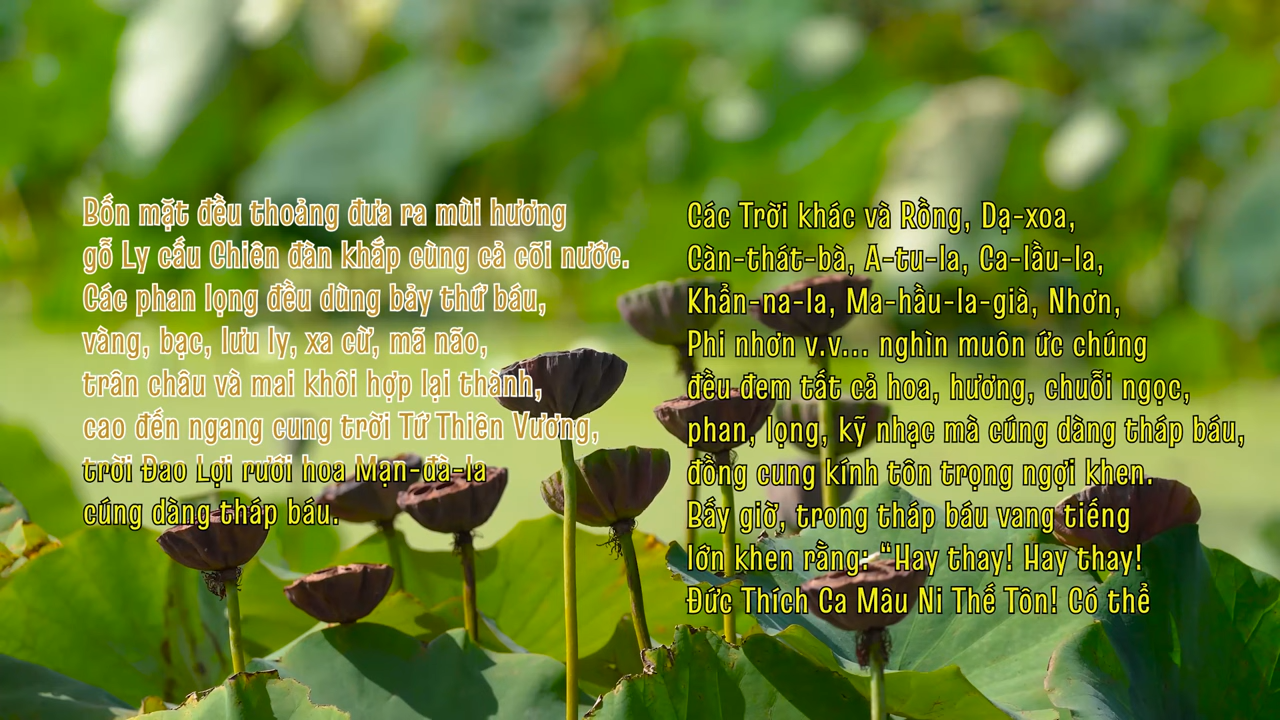 Bốn mặt đều thoảng đưa ra mùi hương
gỗ Ly cấu Chiên đàn khắp cùng cả cõi nước.
Các phan lọng đều dùng bảy thứ báu,
vàng, bạc, lưu ly, xa cừ, mã não,
trân châu và mai khôi hợp lại thành,
cao đến ngang cung trời Tứ Thiên Vương,
trời Đao Lợi rưới hoa Mạn-đà-la
cúng dàng tháp báu.
Các Trời khác và Rồng, Dạ-xoa,
Càn-thát-bà, A-tu-la, Ca-lầu-la,
Khẩn-na-la, Ma-hầu-la-già, Nhơn,
Phi nhơn v.v... nghìn muôn ức chúng
đều đem tất cả hoa, hương, chuỗi ngọc,
phan, lọng, kỹ nhạc mà cúng dàng tháp báu,
đồng cung kính tôn trọng ngợi khen.
Bấy giờ, trong tháp báu vang tiếng
lớn khen rằng: “Hay thay! Hay thay!
Đức Thích Ca Mâu Ni Thế Tôn! Có thể